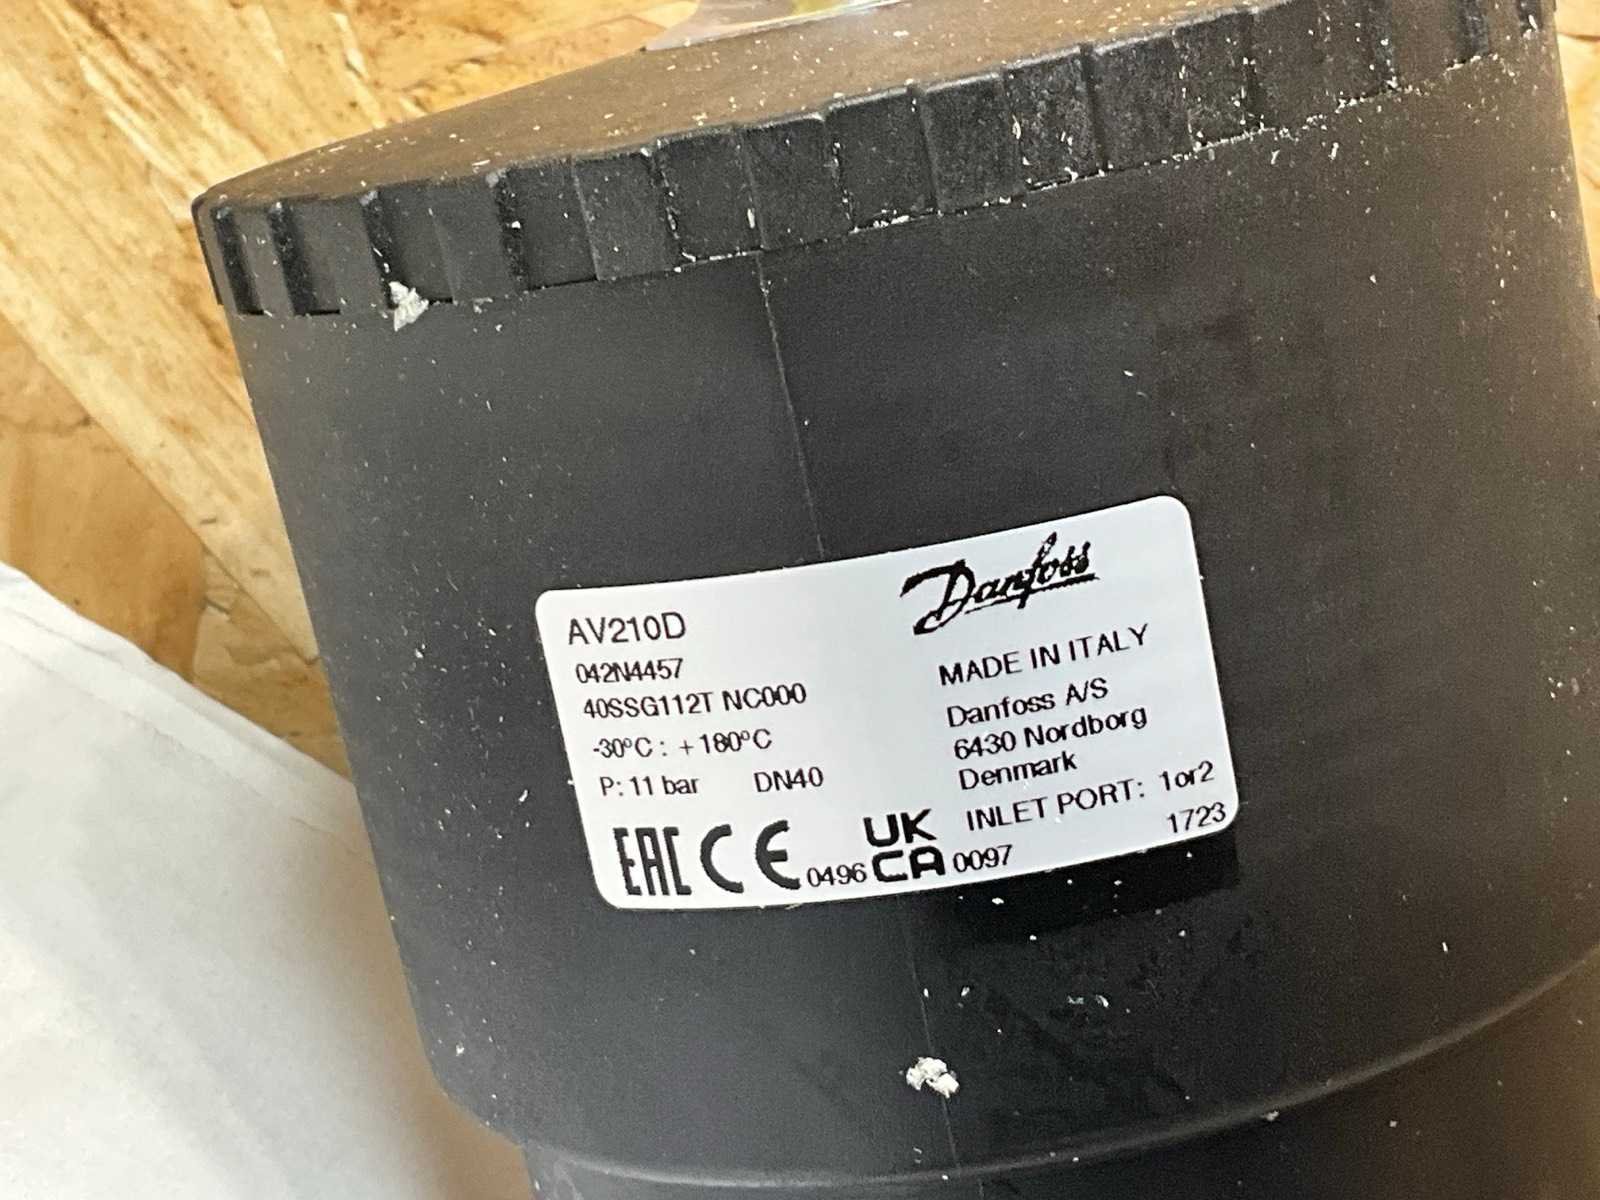 AV210D
042N4457
40SSG112T NC000
-30°C : +180°C
P: 11 bar DN40
Danfoss
MADE IN ITALY
Danfoss A/S
6430 Nordborg
Denmark
INLET PORT: 1or2
1723
EAC CE 0496 UK CA 0097